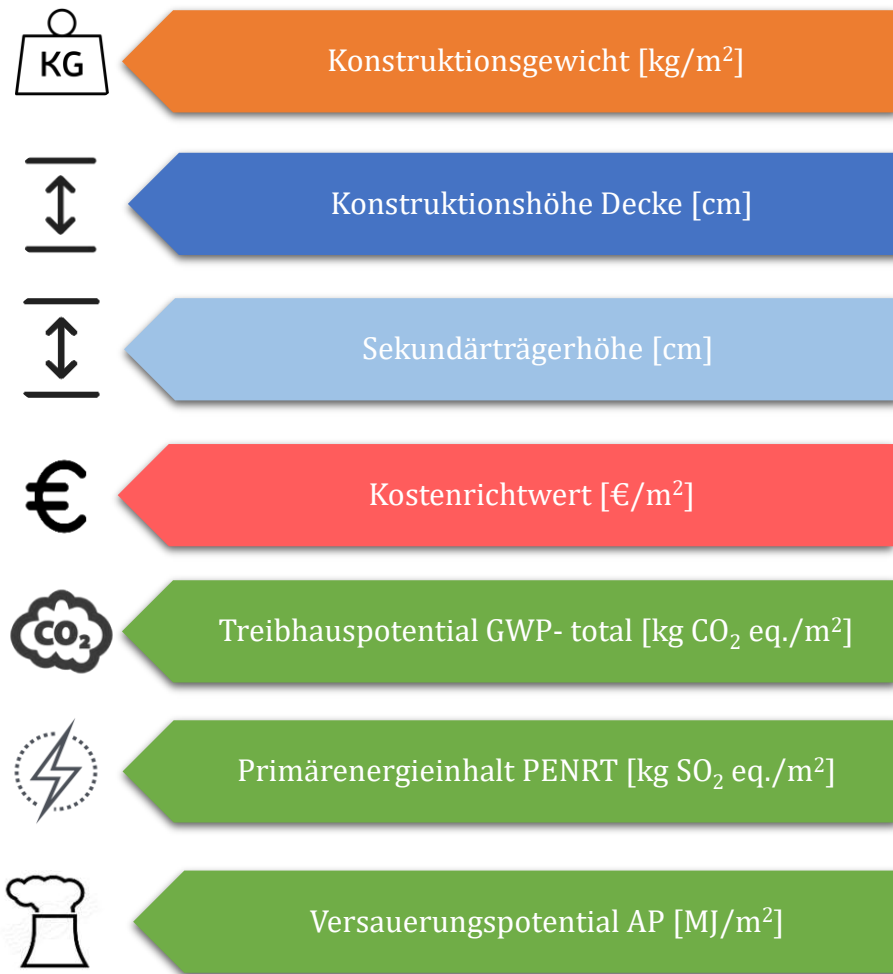 KG
Konstruktionsgewicht [kg/m²]
Konstruktionshöhe Decke [cm]
Sekundärträgerhöhe [cm]
€
Kostenrichtwert [€/m²]
CO₂
Treibhauspotential GWP- total [kg CO₂ eq./m²]
Primärenergieinhalt PENRT [kg SO₂ eq./m²]
Versauerungspotential AP [MJ/m²]